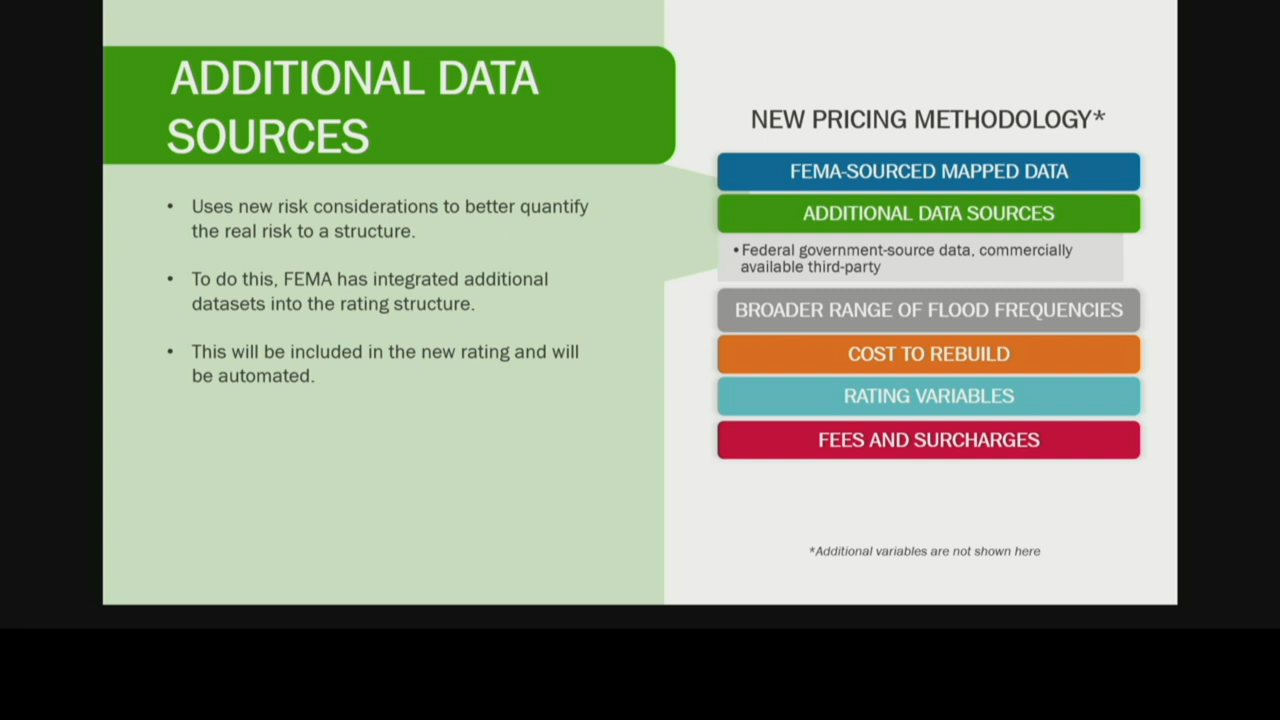 ADDITIONAL DATA
SOURCES
• Uses new risk considerations to better quantify
the real risk to a structure.
• To do this, FEMA has integrated additional
datasets into the rating structure.
• This will be included in the new rating and will
be automated.
NEW PRICING METHODOLOGY*
FEMA-SOURCED MAPPED DATA
ADDITIONAL DATA SOURCES
•Federal government-source data, commercially
available third-party
BROADER RANGE OF FLOOD FREQUENCIES
COST TO REBUILD
RATING VARIABLES
FEES AND SURCHARGES
*Additional variables are not shown here